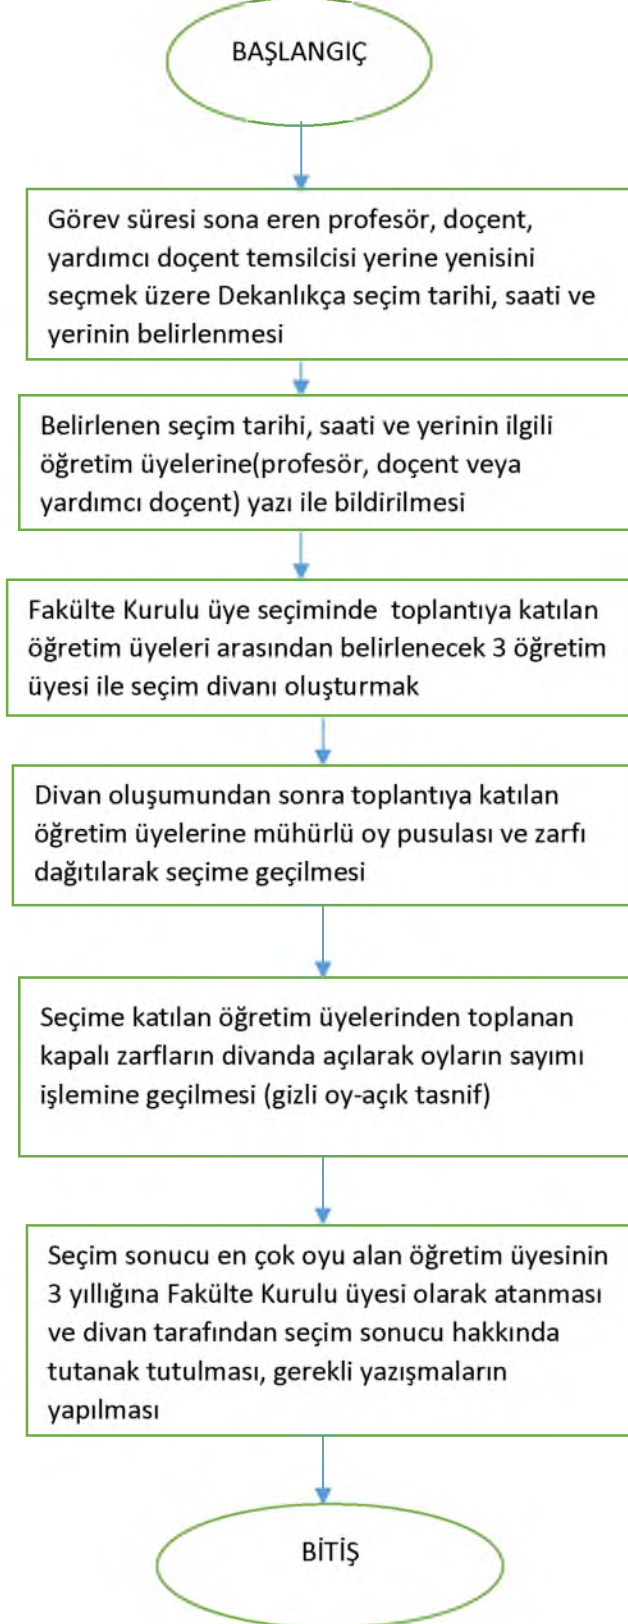 BAŞLANGIÇ
Görev süresi sona eren profesör, doçent,
yardımcı doçent temsilcisi yerine yenisini
seçmek üzere Dekanlıkça seçim tarihi, saati ve
yerinin belirlenmesi
Belirlenen seçim tarihi, saati ve yerinin ilgili
öğretim üyelerine(profesör, doçent veya
yardımcı doçent) yazı ile bildirilmesi
Fakülte Kurulu üye seçiminde  toplantıya katılan
öğretim üyeleri arasından belirlenecek 3 öğretim
üyesi ile seçim divanı oluşturmak
Divan oluşumundan sonra toplantıya katılan
öğretim üyelerine mühürlü oy pusulası ve zarfı
dağıtılarak seçime geçilmesi
Seçime katılan öğretim üyelerinden toplanan
kapalı zarfların divanda açılarak oyların sayımı
işlemine geçilmesi (gizli oy-açık tasnif)
Seçim sonucu en çok oyu alan öğretim üyesinin
3 yıllığına Fakülte Kurulu üyesi olarak atanması
ve divan tarafından seçim sonucu hakkında
tutanak tutulması, gerekli yazışmaların
yapılması
BİTİŞ